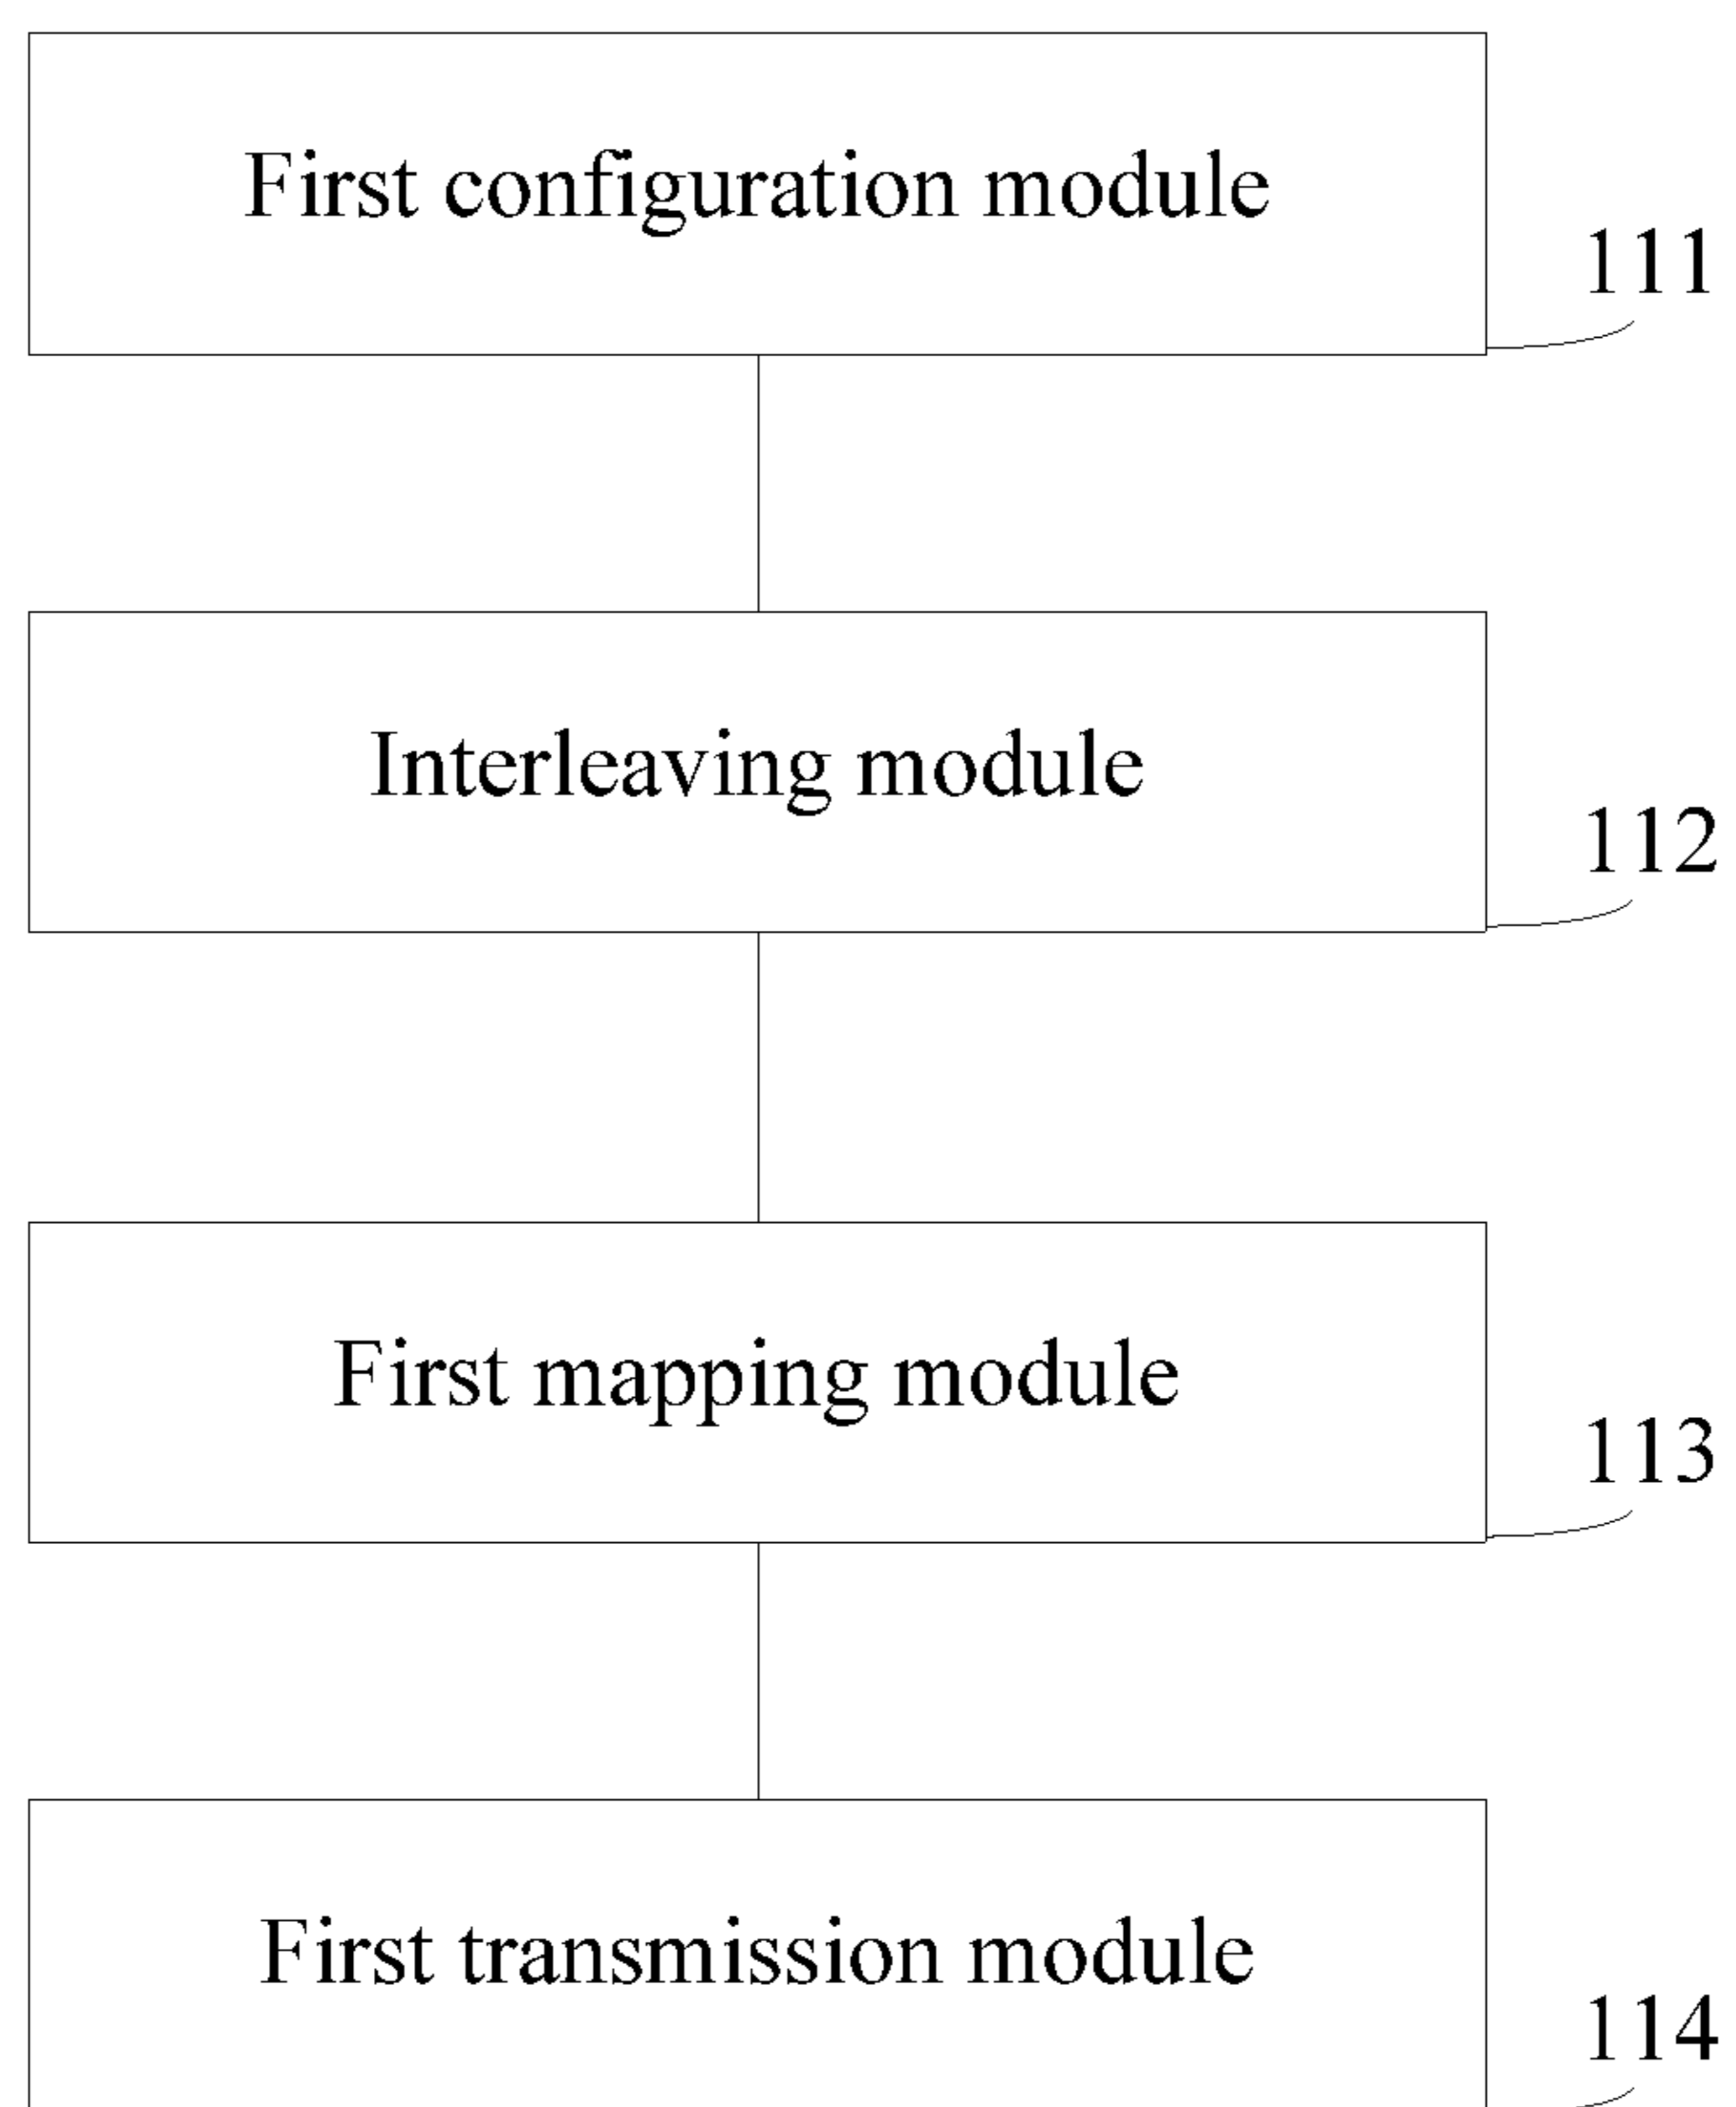 First configuration module
111
Interleaving module
112
First mapping module
113
First transmission module
114